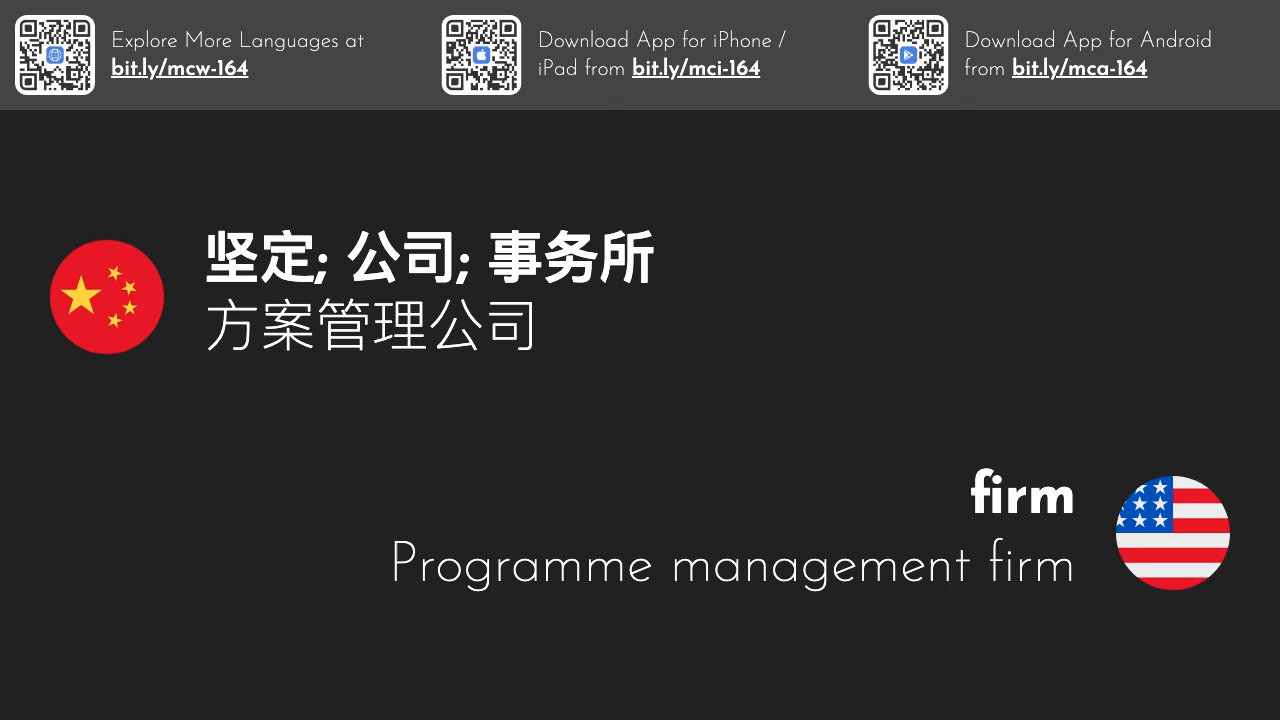 Explore More Languages at
bit.ly/mcw-164
Download App for iPhone /
iPad from bit.ly/mci-164
Download App for Android
from bit.ly/mca-164
坚定; 公司; 事务所
方案管理公司
firm
Programme management firm